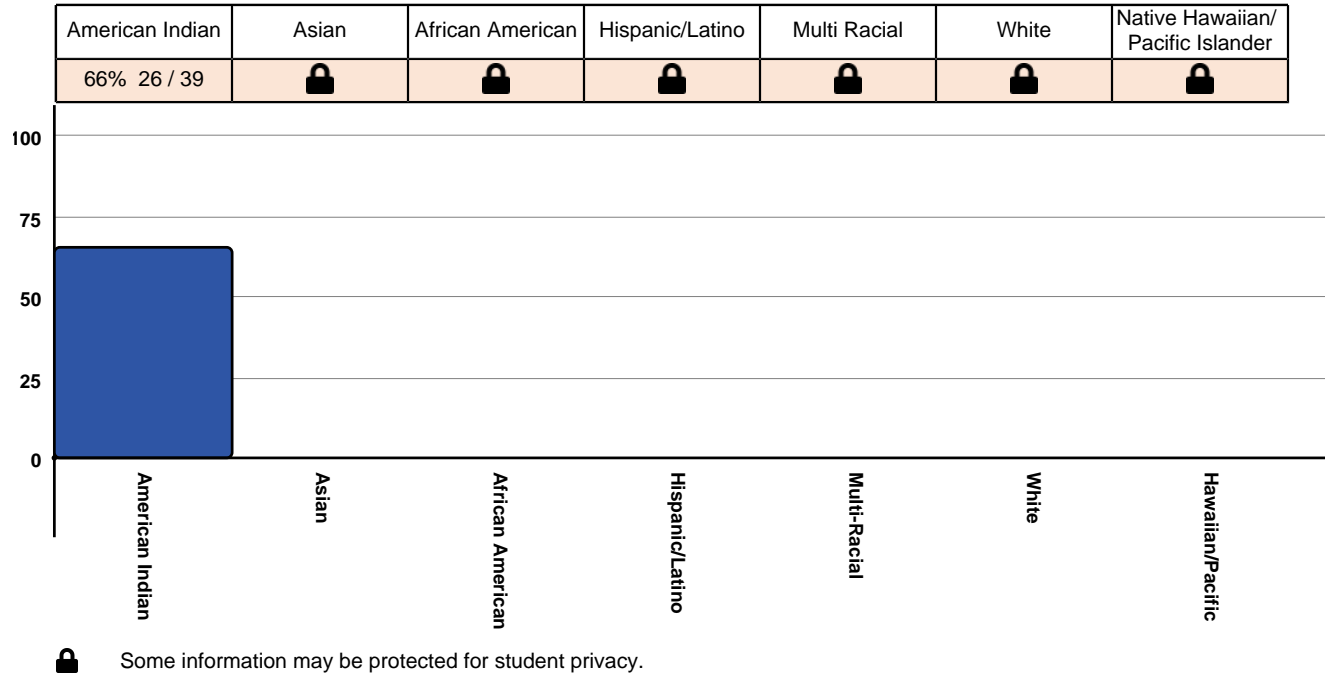 American Indian Asian African American Hispanic/Latino Multi Racial White Native Hawaiian/
Pacific Islander
66% 26 / 39
100
75
50
25
0
American Indian
Asian
African American
Hispanic/Latino
Multi-Racial
White
Hawaiian/Pacific
Some information may be protected for student privacy.